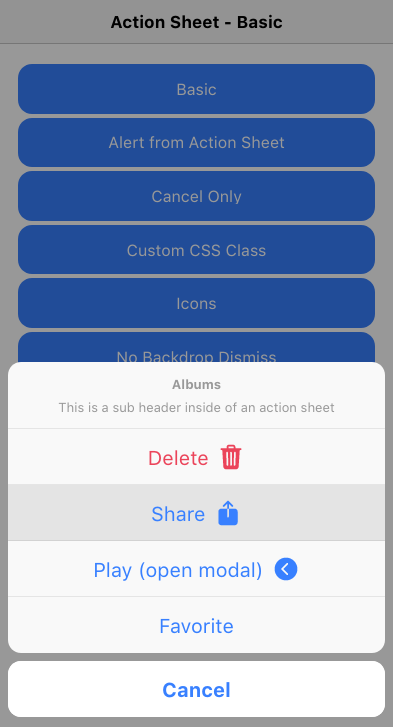 Action Sheet - Basic
Basic
Alert from Action Sheet
Cancel Only
Custom CSS Class
Icons
No Backdrop Dismiss
Albums
This is a sub header inside of an action sheet
Delete
Share
Play (open modal)
Favorite
Cancel